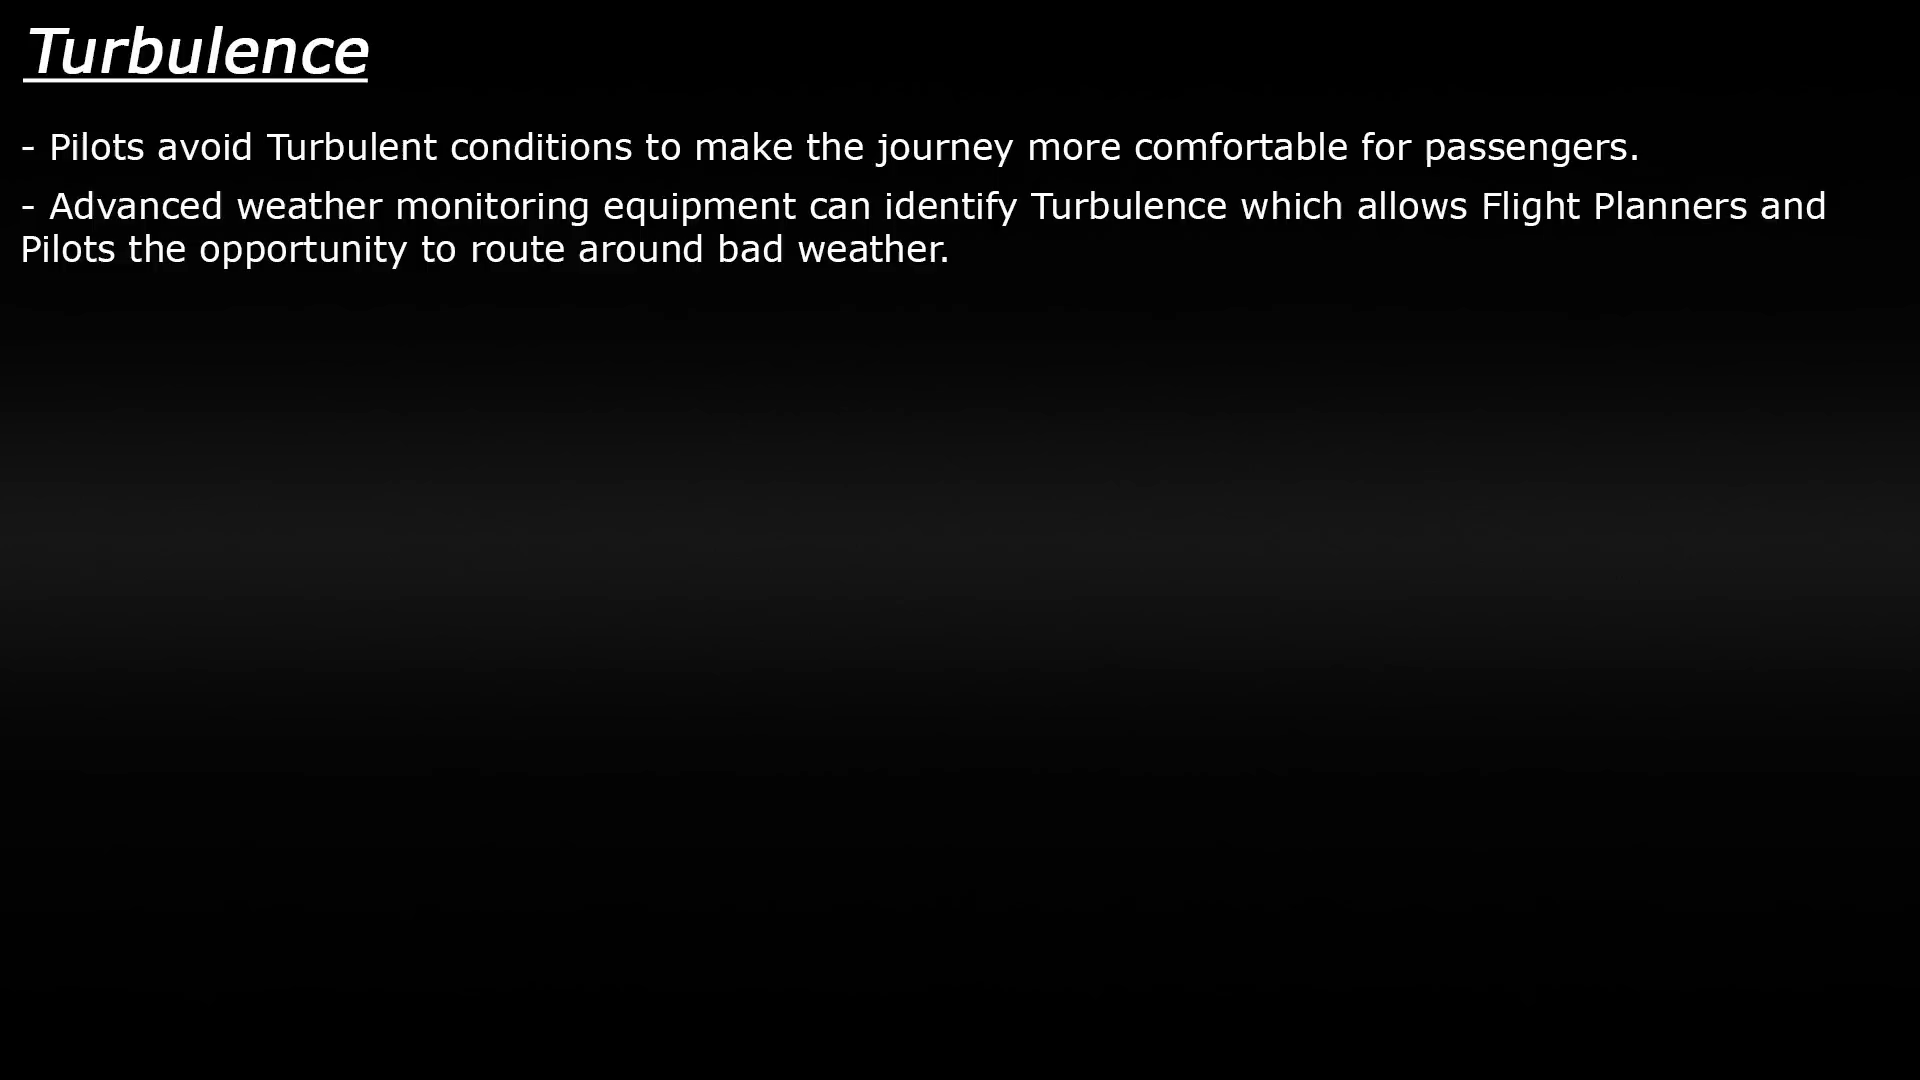 Turbulence
- Pilots avoid Turbulent conditions to make the journey more comfortable for passengers.
- Advanced weather monitoring equipment can identify Turbulence which allows Flight Planners and
Pilots the opportunity to route around bad weather.